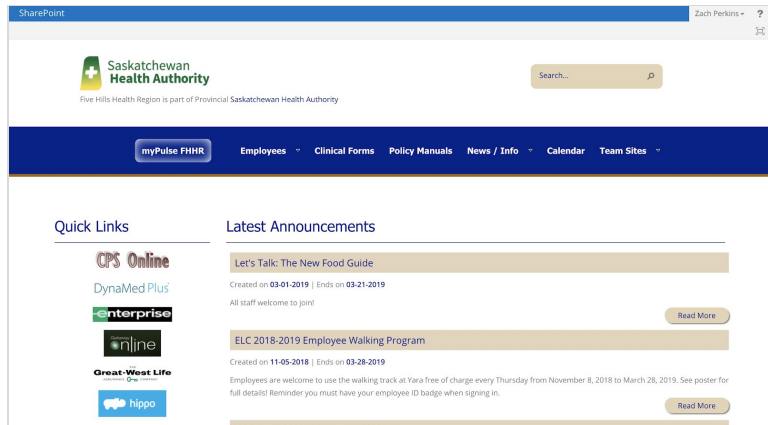 SharePoint
Zach Perkins
?
Saskatchewan
Health Authority
Search...
Five Hills Health Region is part of Provincial Saskatchewan Health Authority
myPulse FHHR
Employees
Clinical Forms
Policy Manuals
News / Info
Calendar
Team Sites
Quick Links
CPS Online
DynaMed Plus
enterprise
Gateway
Online
THE
Great-West Life
ASSURANCE COMPANY
hippo
Latest Announcements
Let's Talk: The New Food Guide
Created on 03-01-2019 | Ends on 03-21-2019
All staff welcome to join!
Read More
ELC 2018-2019 Employee Walking Program
Created on 11-05-2018 | Ends on 03-28-2019
Employees are welcome to use the walking track at Yara free of charge every Thursday from November 8, 2018 to March 28, 2019. See poster for
full details! Reminder you must have your employee ID badge when signing in.
Read More